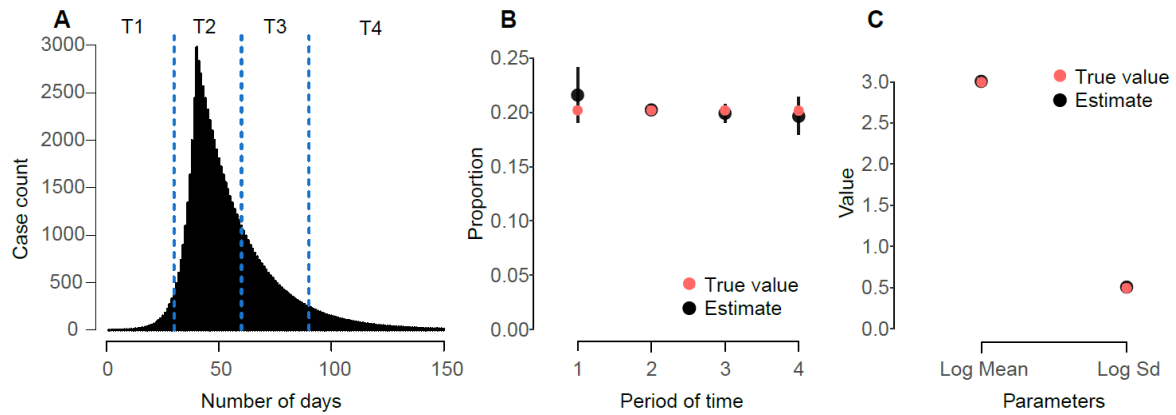 A
T1 T2 T3 T4
3000
2500
2000
1500
1000
500
0
Case count
0 50 100 150
Number of days
B
0.25
0.20
0.15
0.10
0.05
0.00
Proportion
True value
Estimate
1 2 3 4
Period of time
C
3.0
2.5
2.0
1.5
1.0
0.5
0.0
Value
True value
Estimate
Log Mean Log Sd
Parameters